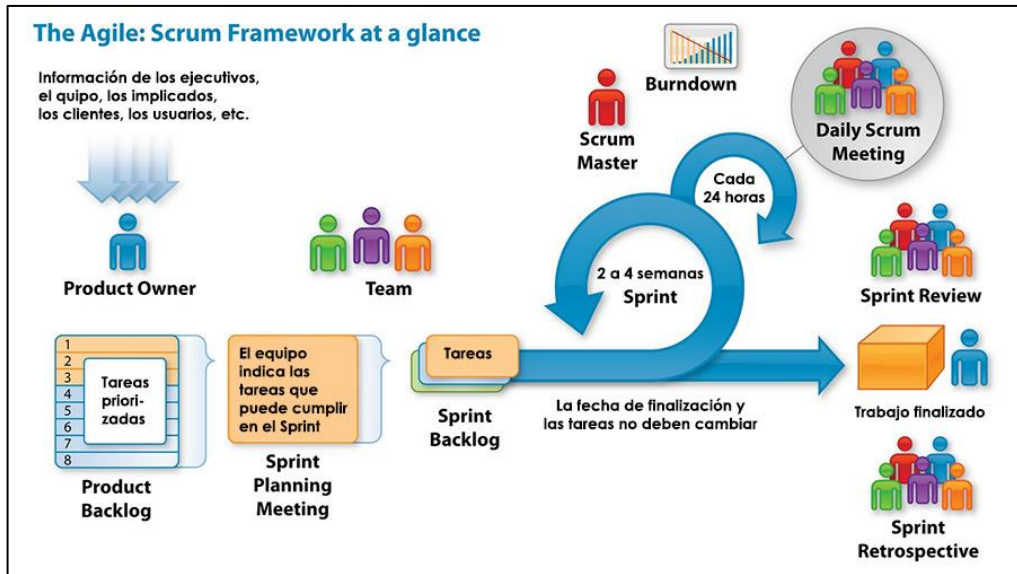 The Agile: Scrum Framework at a glance
Información de los ejecutivos,
el quipo, los implicados,
los clientes, los usuarios, etc.
Product Owner
Team
Scrum
Master
Burndown
Daily Scrum
Meeting
Cada
24 horas
2 a 4 semanas
Sprint
Sprint Review
1
2
3
4
5
6
7
8
Tareas
priori-
zadas
Product
Backlog
El equipo
indica las
tareas que
puede cumplir
en el Sprint
Sprint
Planning
Meeting
Tareas
Sprint
Backlog
La fecha de finalización y
las tareas no deben cambiar
Trabajo finalizado
Sprint
Retrospective